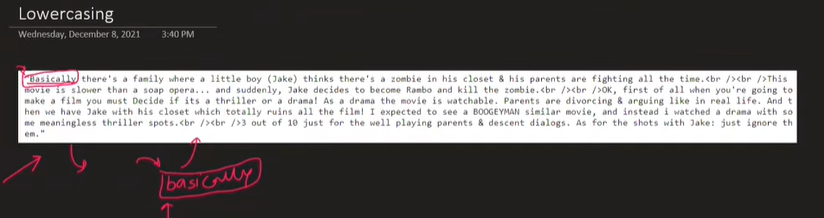 Lowercasing
Wednesday, December 8, 2021 3:40 PM
"Basically there's a family where a little boy (Jake) thinks there's a zombie in his closet & his parents are fighting all the time.<br /><br />This
movie is slower than a soap opera... and suddenly, Jake decides to become Rambo and kill the zombie.<br /><br />OK, first of all when you're going to
make a film you must Decide if its a thriller or a drama! As a drama the movie is watchable. Parents are divorcing & arguing like in real life. And t
hen we have Jake with his closet which totally ruins all the film! I expected to see a BOOGEYMAN similar movie, and instead i watched a drama with so
me meaningless thriller spots.<br /><br />3 out of 10 just for the well playing parents & descent dialogs. As for the shots with Jake: just ignore th
em."
basically